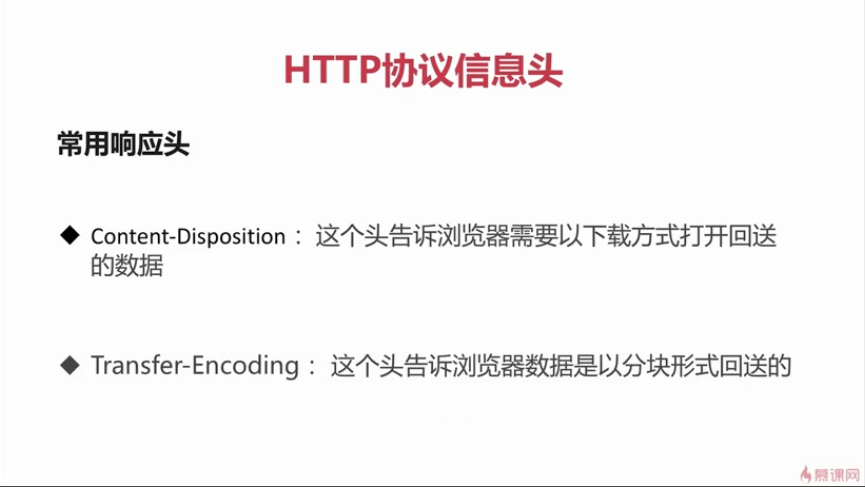 HTTP协议信息头
常用响应头
◆ Content-Disposition： 这个头告诉浏览器需要以下载方式打开回送
的数据
◆ Transfer-Encoding： 这个头告诉浏览器数据是以分块形式回送的
慕课网